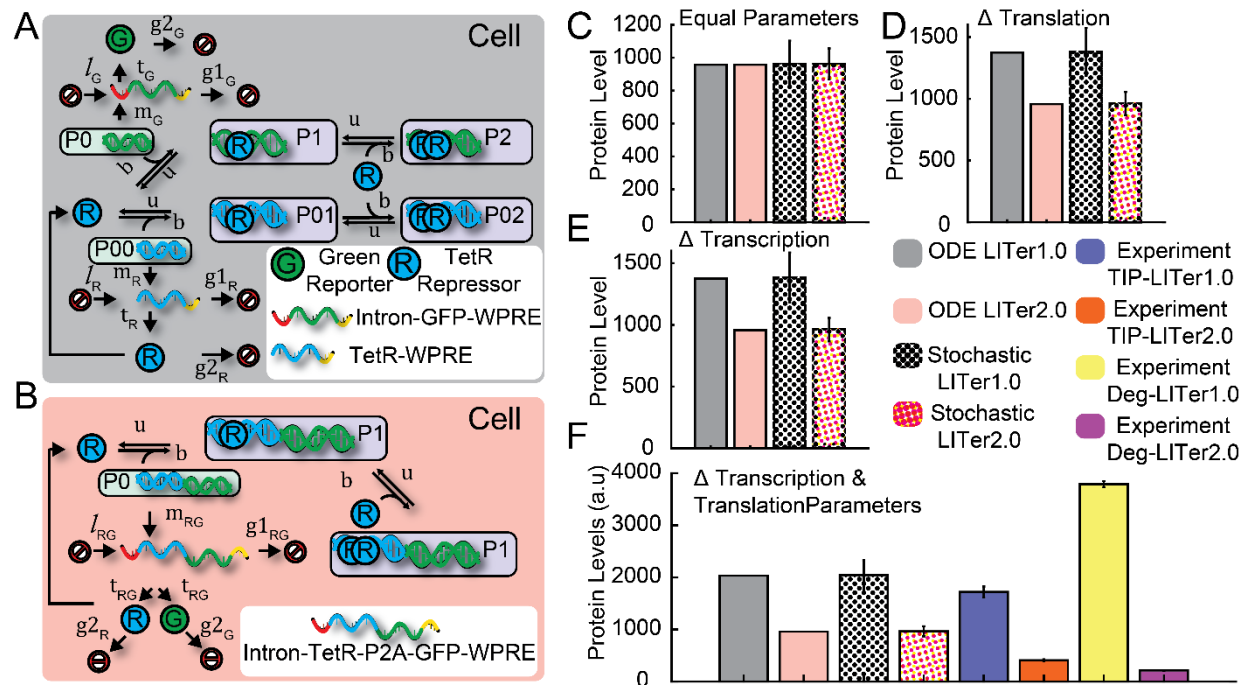 A
Cell
G
g2G
lG
tG
g1G
mG
P0
b
u
R
P1
u
b
R
P2
R
u
b
R
P01
b
u
R
P02
P00
lR
mR
g1R
tR
R
g2R
G Green Reporter
R TetR Repressor
Intron-GFP-WPRE
TetR-WPRE
B
Cell
R
u
b
P0
R
P1
u
b
R
mRG
lRG
g1RG
R
P1
tRG
tRG
R
G
g2R
g2G
Intron-TetR-P2A-GFP-WPRE
C
Equal Parameters
Protein Level
1200
1000
800
600
400
200
0
D
Δ Translation
Protein Level
1500
1000
500
0
E
Δ Transcription
Protein Level
1500
1000
500
0
ODE LITer1.0
ODE LITer2.0
Stochastic
LITer1.0
Stochastic
LITer2.0
Experiment
TIP-LITer1.0
Experiment
TIP-LITer2.0
Experiment
Deg-LITer1.0
Experiment
Deg-LITer2.0
F
Δ Transcription &
TranslationParameters
Protein Levels (a.u)
4000
3000
2000
1000
0